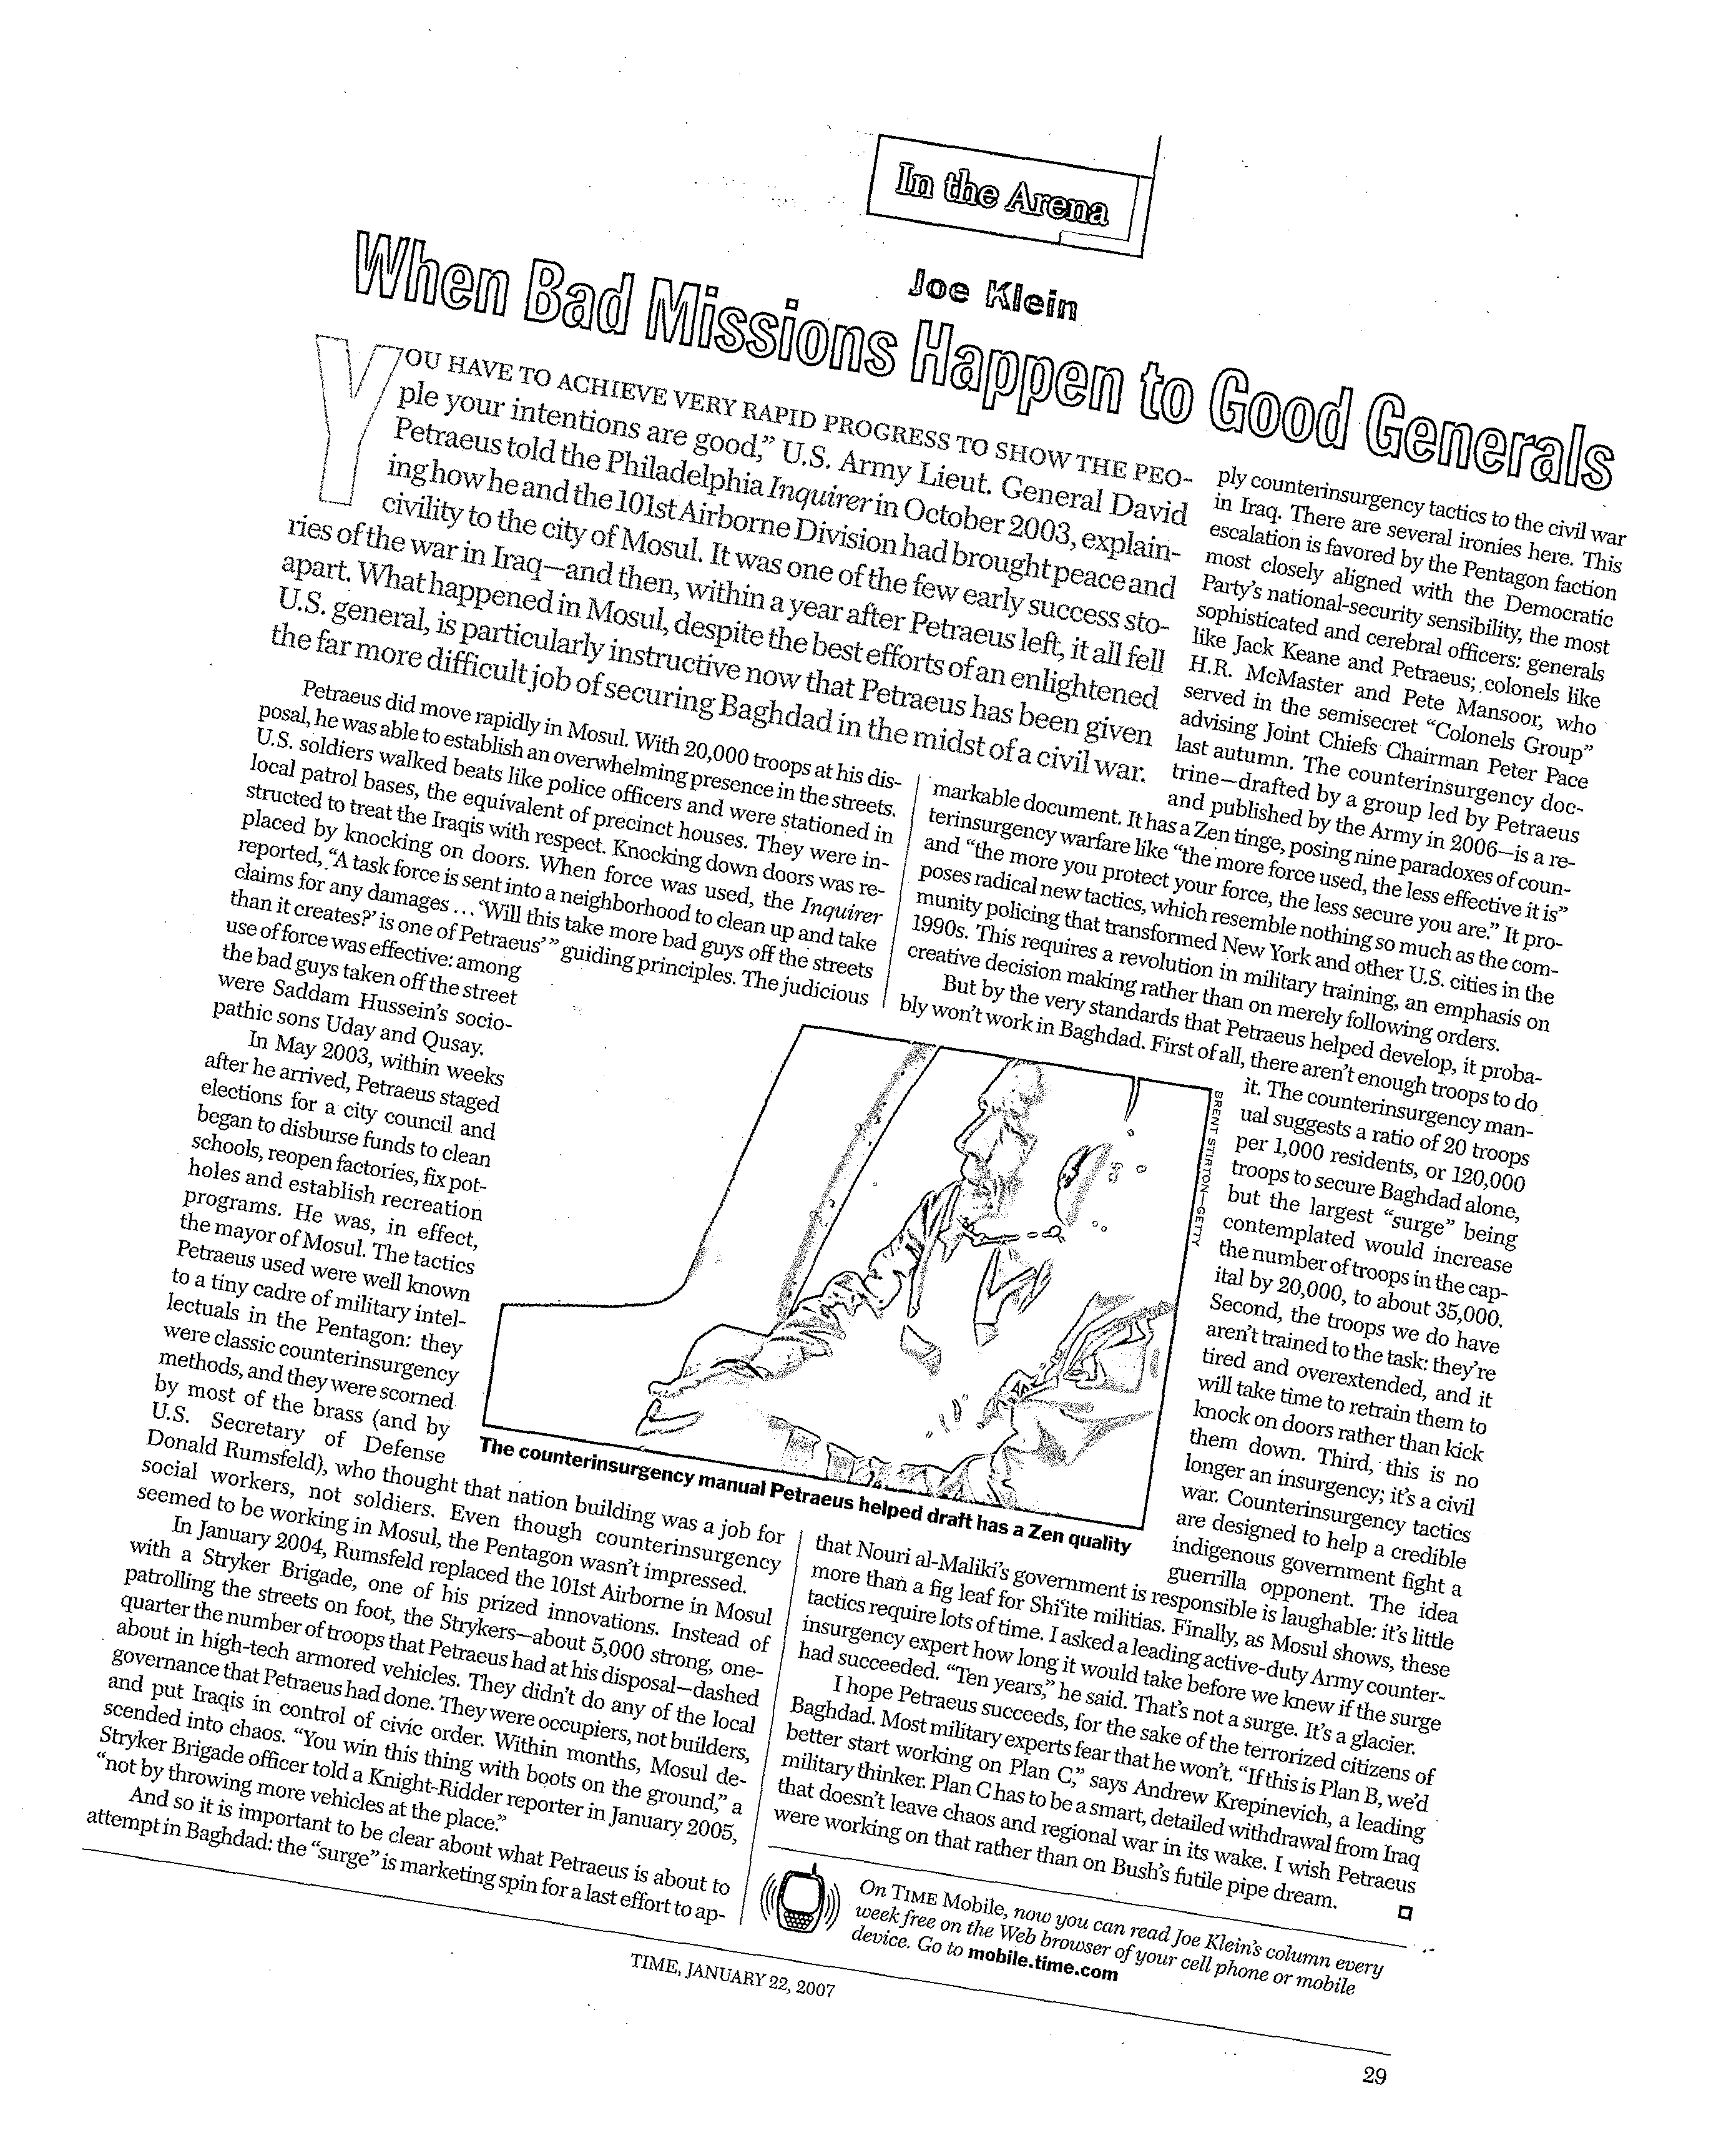 In the Arena
Joe Klein
When Bad Missions Happen to Good Generals
YOU HAVE TO ACHIEVE VERY RAPID PROGRESS TO SHOW THE PEO-
ple your intentions are good,” U.S. Army Lieut. General David
Petraeus told the Philadelphia Inquirer in October 2003, explain-
ing how he and the 101st Airborne Division had brought peace and
civility to the city of Mosul. It was one of the few early success sto-
ries of the war in Iraq—and then, within a year after Petraeus left, it all fell
apart. What happened in Mosul, despite the best efforts of an enlightened
U.S. general, is particularly instructive now that Petraeus has been given
the far more difficult job of securing Baghdad in the midst of a civil war.
Petraeus did move rapidly in Mosul. With 20,000 troops at his dis-
posal, he was able to establish an overwhelming presence in the streets.
U.S. soldiers walked beats like police officers and were stationed in
local patrol bases, the equivalent of precinct houses. They were in-
structed to treat the Iraqis with respect. Knocking down doors was re-
placed by knocking on doors. When force was used, the Inquirer
reported, “A task force is sent into a neighborhood to clean up and take
claims for any damages ... ‘Will this take more bad guys off the streets
than it creates?’ is one of Petraeus’ ” guiding principles. The judicious
use of force was effective: among
the bad guys taken off the street
were Saddam Hussein’s socio-
pathic sons Uday and Qusay.
In May 2003, within weeks
after he arrived, Petraeus staged
elections for a city council and
began to disburse funds to clean
schools, reopen factories, fix pot-
holes and establish recreation
programs. He was, in effect,
the mayor of Mosul. The tactics
Petraeus used were well known
to a tiny cadre of military intel-
lectuals in the Pentagon: they
were classic counterinsurgency
methods, and they were scorned
by most of the brass (and by
U.S. Secretary of Defense
Donald Rumsfeld), who thought that nation building was a job for
social workers, not soldiers. Even though counterinsurgency
seemed to be working in Mosul, the Pentagon wasn’t impressed.
In January 2004, Rumsfeld replaced the 101st Airborne in Mosul
with a Stryker Brigade, one of his prized innovations. Instead of
patrolling the streets on foot, the Strykers—about 5,000 strong, one-
quarter the number of troops that Petraeus had at his disposal—dashed
about in high-tech armored vehicles. They didn’t do any of the local
governance that Petraeus had done. They were occupiers, not builders,
and put Iraqis in control of civic order. Within months, Mosul de-
scended into chaos. “You win this thing with boots on the ground,” a
Stryker Brigade officer told a Knight-Ridder reporter in January 2005,
“not by throwing more vehicles at the place.”
And so it is important to be clear about what Petraeus is about to
attempt in Baghdad: the “surge” is marketing spin for a last effort to ap-
ply counterinsurgency tactics to the civil war
in Iraq. There are several ironies here. This
escalation is favored by the Pentagon faction
most closely aligned with the Democratic
Party’s national-security sensibility, the most
sophisticated and cerebral officers: generals
like Jack Keane and Petraeus; colonels like
H.R. McMaster and Pete Mansoor, who
served in the semisecret “Colonels Group”
advising Joint Chiefs Chairman Peter Pace
last autumn. The counterinsurgency doc-
trine—drafted by a group led by Petraeus
and published by the Army in 2006—is a re-
markable document. It has a Zen tinge, posing nine paradoxes of coun-
terinsurgency warfare like “the more force used, the less effective it is”
and “the more you protect your force, the less secure you are.” It pro-
poses radical new tactics, which resemble nothing so much as the com-
munity policing that transformed New York and other U.S. cities in the
1990s. This requires a revolution in military training, an emphasis on
creative decision making rather than on merely following orders.
But by the very standards that Petraeus helped develop, it proba-
bly won’t work in Baghdad. First of all, there aren’t enough troops to do
it. The counterinsurgency man-
ual suggests a ratio of 20 troops
per 1,000 residents, or 120,000
troops to secure Baghdad alone,
but the largest “surge” being
contemplated would increase
the number of troops in the cap-
ital by 20,000, to about 35,000.
Second, the troops we do have
aren’t trained to the task: they’re
tired and overextended, and it
will take time to retrain them to
knock on doors rather than kick
them down. Third, this is no
longer an insurgency; it’s a civil
war. Counterinsurgency tactics
are designed to help a credible
indigenous government fight a
guerrilla opponent. The idea
that Nouri al-Maliki’s government is responsible is laughable: it’s little
more than a fig leaf for Shi‘ite militias. Finally, as Mosul shows, these
tactics require lots of time. I asked a leading active-duty Army counter-
insurgency expert how long it would take before we knew if the surge
had succeeded. “Ten years,” he said. That’s not a surge. It’s a glacier.
I hope Petraeus succeeds, for the sake of the terrorized citizens of
Baghdad. Most military experts fear that he won’t. “If this is Plan B, we’d
better start working on Plan C,” says Andrew Krepinevich, a leading
military thinker. Plan C has to be a smart, detailed withdrawal from Iraq
that doesn’t leave chaos and regional war in its wake. I wish Petraeus
were working on that rather than on Bush’s futile pipe dream.
BRENT STIRTON—GETTY
The counterinsurgency manual Petraeus helped draft has a Zen quality
On TIME Mobile, now you can read Joe Klein’s column every
week free on the Web browser of your cell phone or mobile
device. Go to mobile.time.com
TIME, JANUARY 22, 2007
29